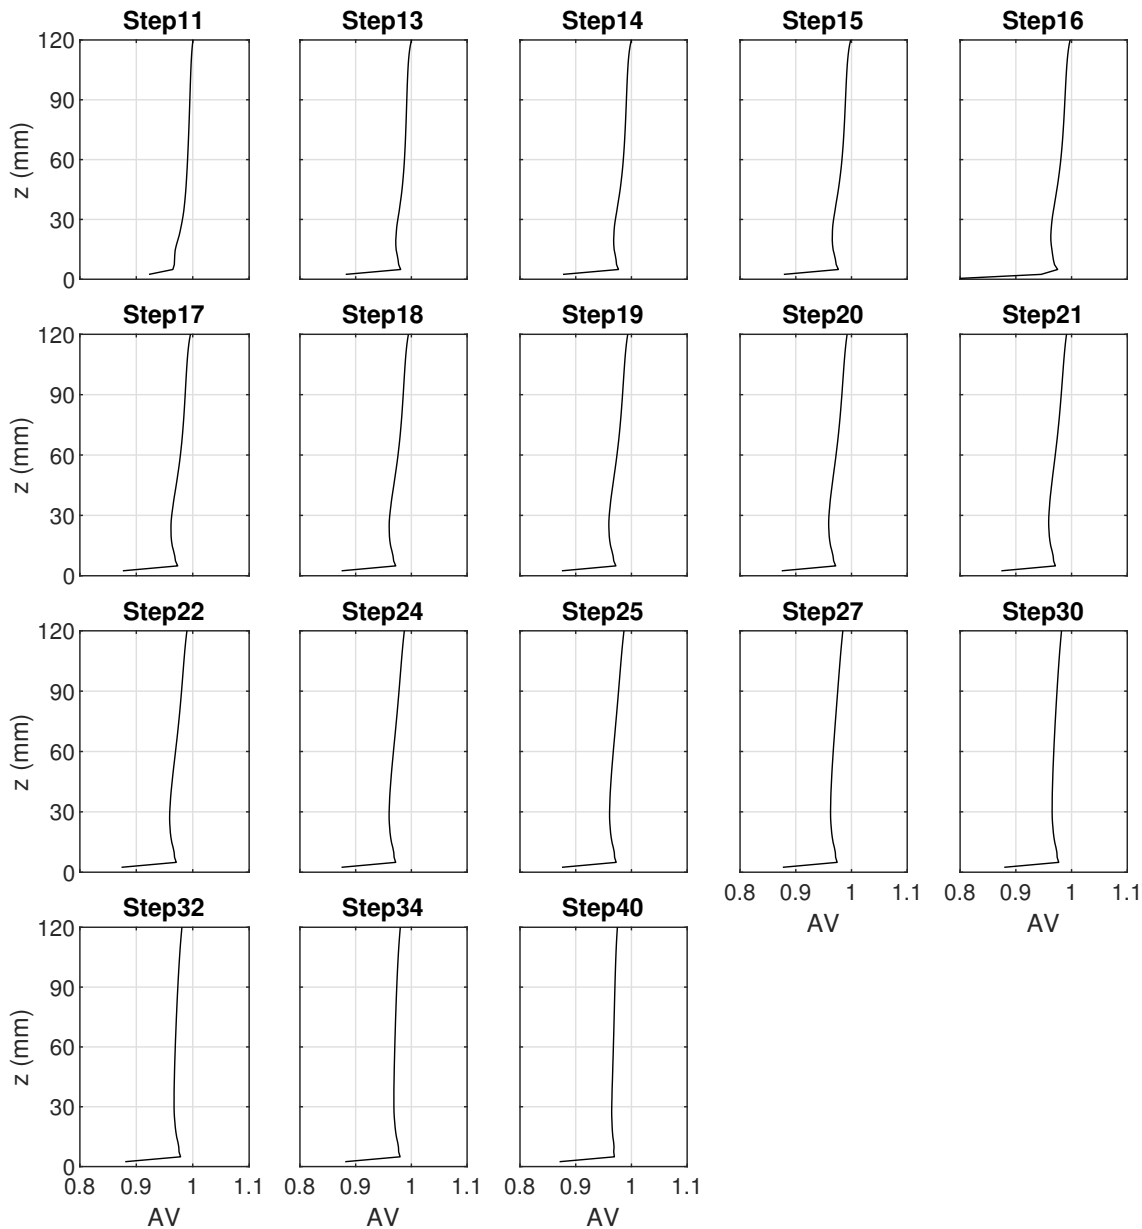 Step11 Step13 Step14 Step15 Step16
120
90
60
30
0
z (mm)
Step17 Step18 Step19 Step20 Step21
120
90
60
30
0
z (mm)
Step22 Step24 Step25 Step27 Step30
120
90
60
30
0
z (mm)
0.8 0.9 1 1.1 0.8 0.9 1 1.1
AV AV
Step32 Step34 Step40
120
90
60
30
0
z (mm)
0.8 0.9 1 1.1 0.8 0.9 1 1.1 0.8 0.9 1 1.1
AV AV AV